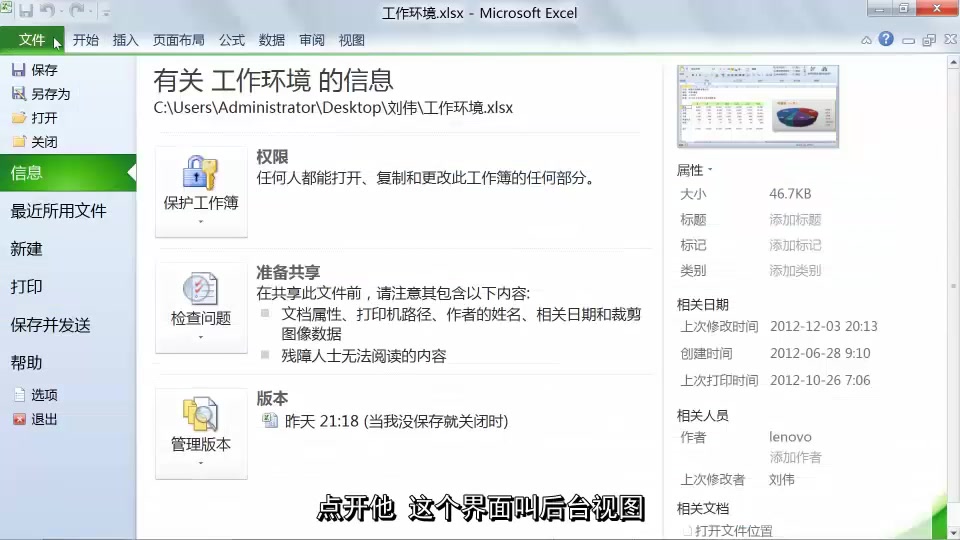 工作环境.xlsx - Microsoft Excel
文件 开始 插入 页面布局 公式 数据 审阅 视图
保存
另存为
打开
关闭
信息
最近所用文件
新建
打印
保存并发送
帮助
选项
退出
有关 工作环境 的信息
C:\Users\Administrator\Desktop\刘伟\工作环境.xlsx
保护工作簿
权限
任何人都能打开、复制和更改此工作簿的任何部分。
检查问题
准备共享
在共享此文件前，请注意其包含以下内容:
文档属性、打印机路径、作者的姓名、相关日期和裁剪
图像数据
残障人士无法阅读的内容
管理版本
版本
昨天 21:18 (当我没保存就关闭时)
属性
大小 46.7KB
标题 添加标题
标记 添加标记
类别 添加类别
相关日期
上次修改时间 2012-12-03 20:13
创建时间 2012-06-28 9:10
上次打印时间 2012-10-26 7:06
相关人员
作者 lenovo
添加作者
上次修改者 刘伟
相关文档
打开文件位置
点开他 这个界面叫后台视图